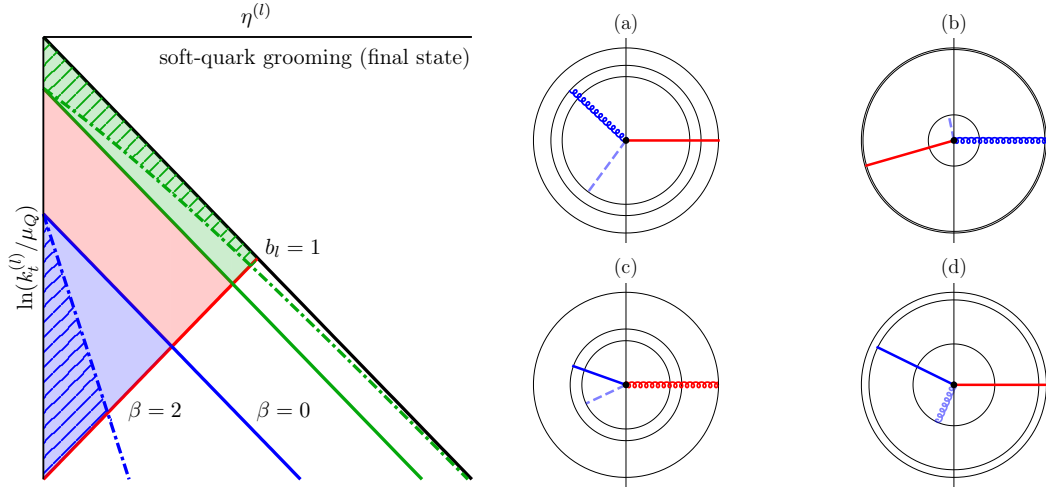 η^{(l)}
soft-quark grooming (final state)
ln(k_t^{(l)}/μ_Q)
b_l = 1
β = 2
β = 0
(a)
(b)
(c)
(d)